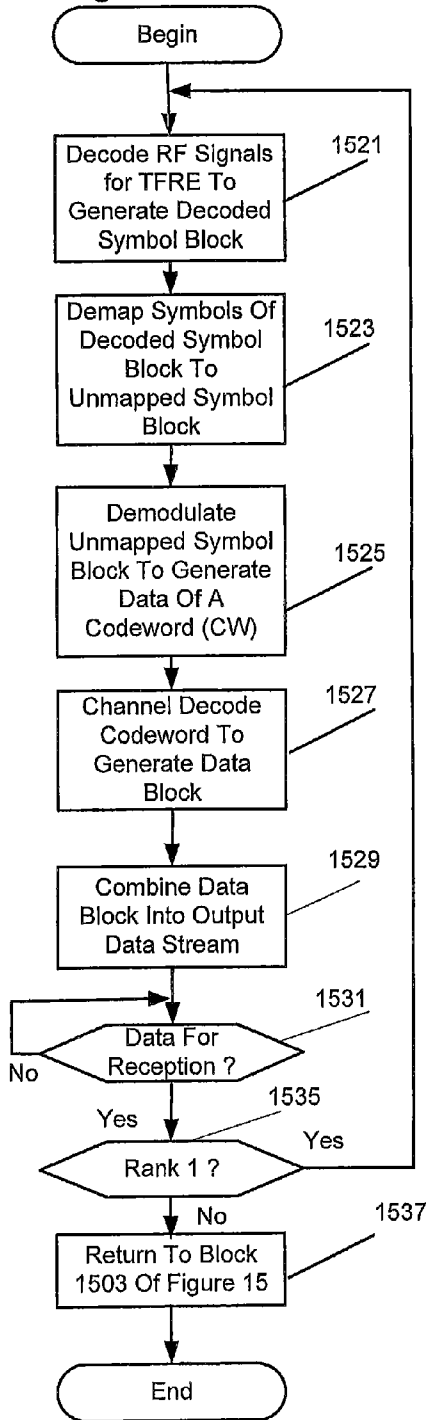 Begin
Decode RF Signals
for TFRE To
Generate Decoded
Symbol Block
1521
Demap Symbols Of
Decoded Symbol
Block To
Unmapped Symbol
Block
1523
Demodulate
Unmapped Symbol
Block To Generate
Data Of A
Codeword (CW)
1525
Channel Decode
Codeword To
Generate Data
Block
1527
Combine Data
Block Into Output
Data Stream
1529
Data For
Reception ?
1531
No
Yes
1535
Rank 1 ?
Yes
No
Return To Block
1503 Of Figure 15
1537
End